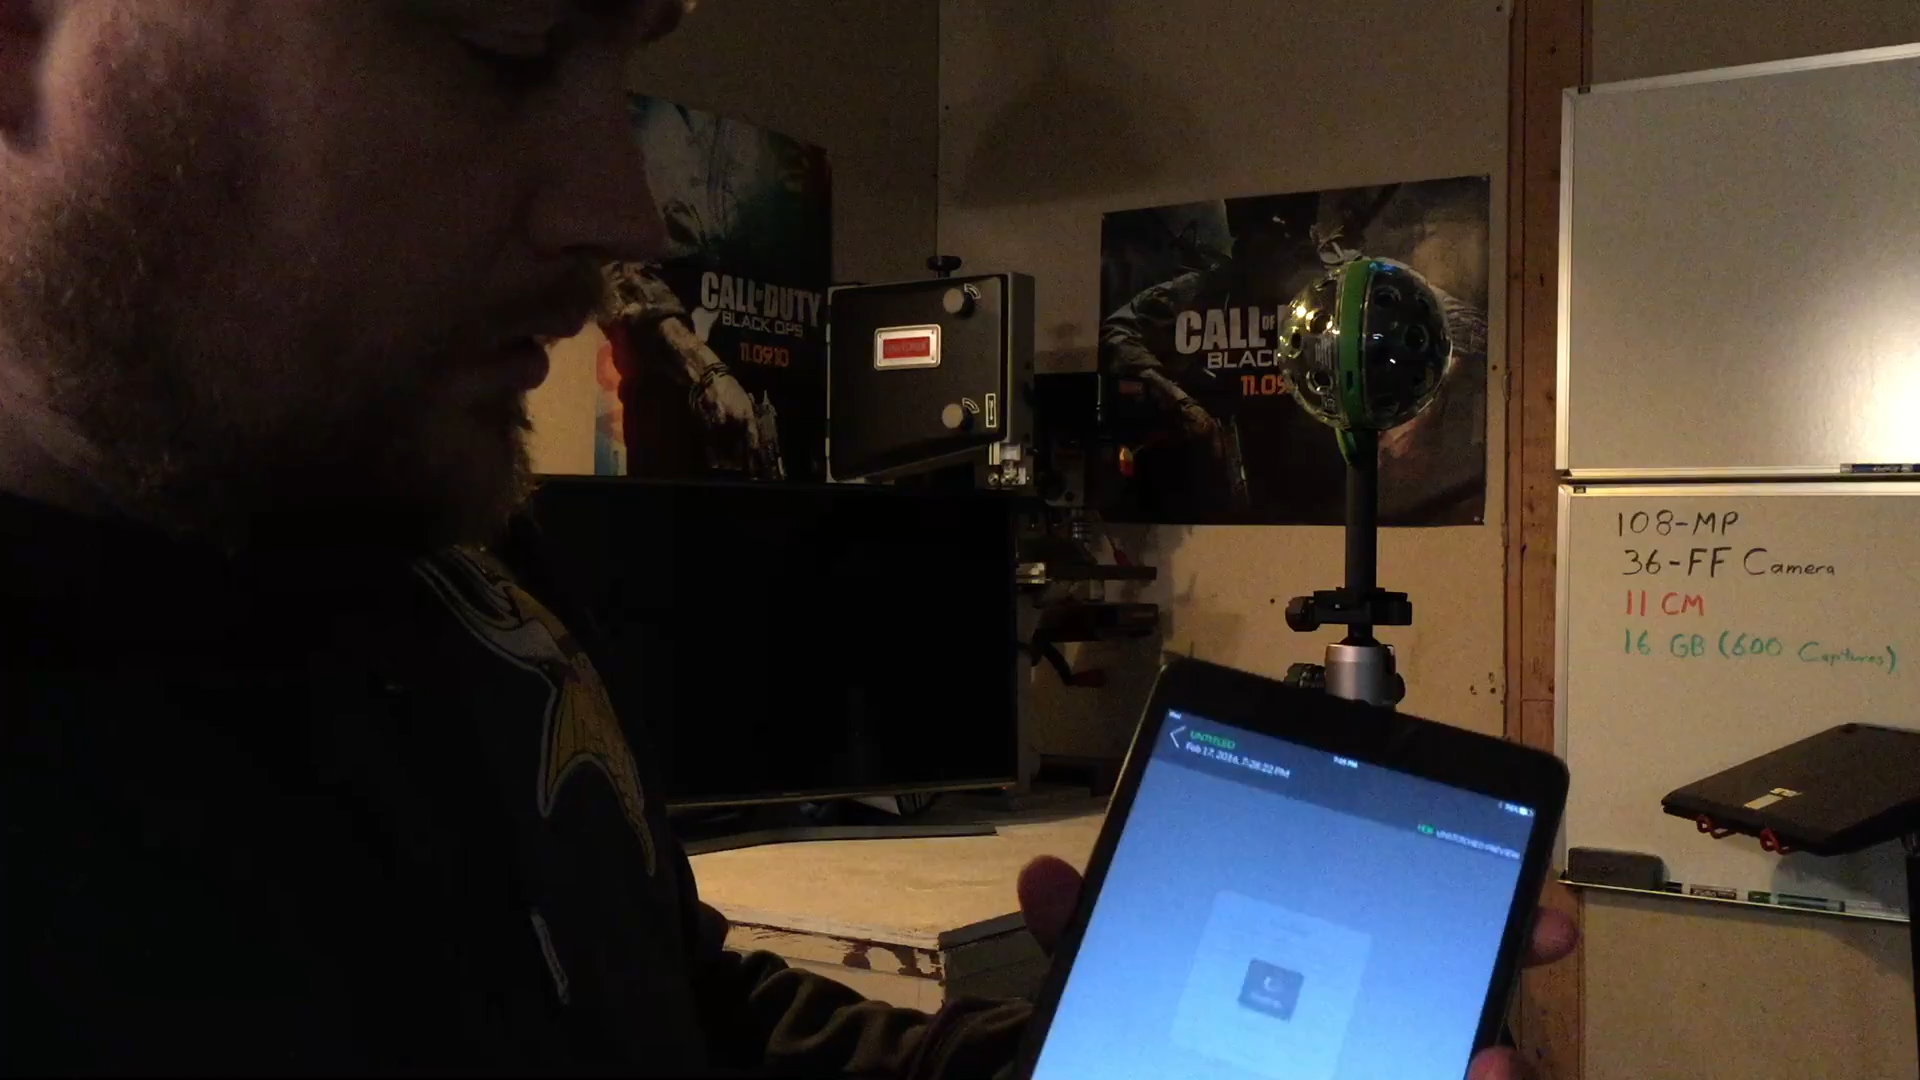 CALL OF DUTY
BLACK OPS
11.09.10
CALL OF
BLACK
11.09
108-MP
36-FF Camera
11 CM
16 GB (600 Captures)
UNTITLED
Feb 17, 2016, 7:28:22 PM
UNSTITCHED PREVIEW